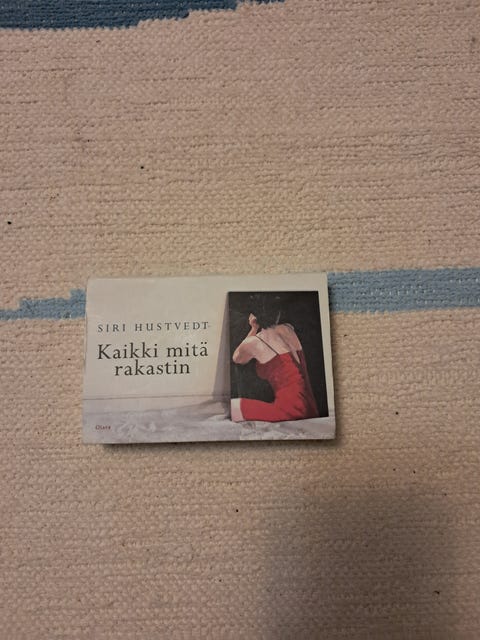 SIRI HUSTVEDT
Kaikki mitä
rakastin
Otava